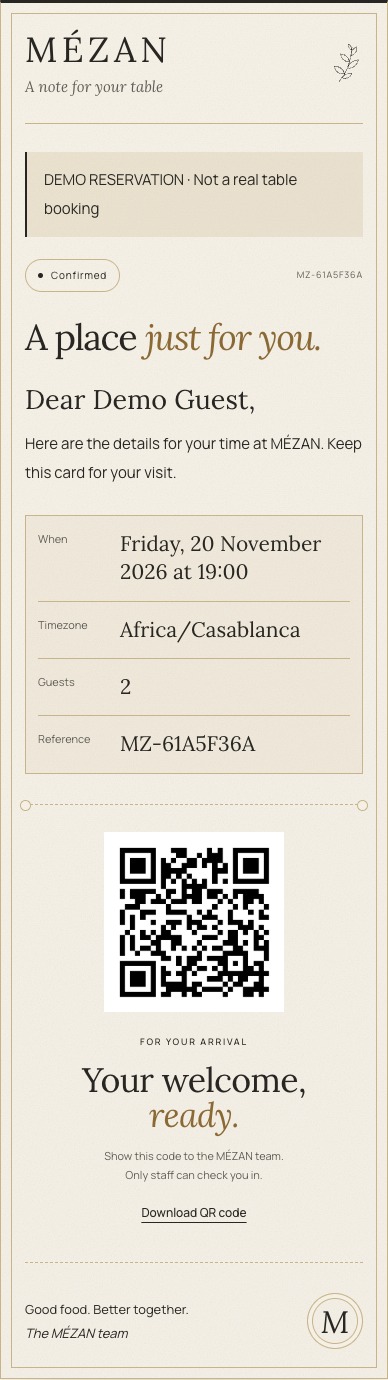 MÉZAN
A note for your table
DEMO RESERVATION · Not a real table
booking
Confirmed
MZ-61A5F36A
A place just for you.
Dear Demo Guest,
Here are the details for your time at MÉZAN. Keep
this card for your visit.
When
Friday, 20 November
2026 at 19:00
Timezone
Africa/Casablanca
Guests
2
Reference
MZ-61A5F36A
FOR YOUR ARRIVAL
Your welcome,
ready.
Show this code to the MÉZAN team.
Only staff can check you in.
Download QR code
Good food. Better together.
The MÉZAN team
M